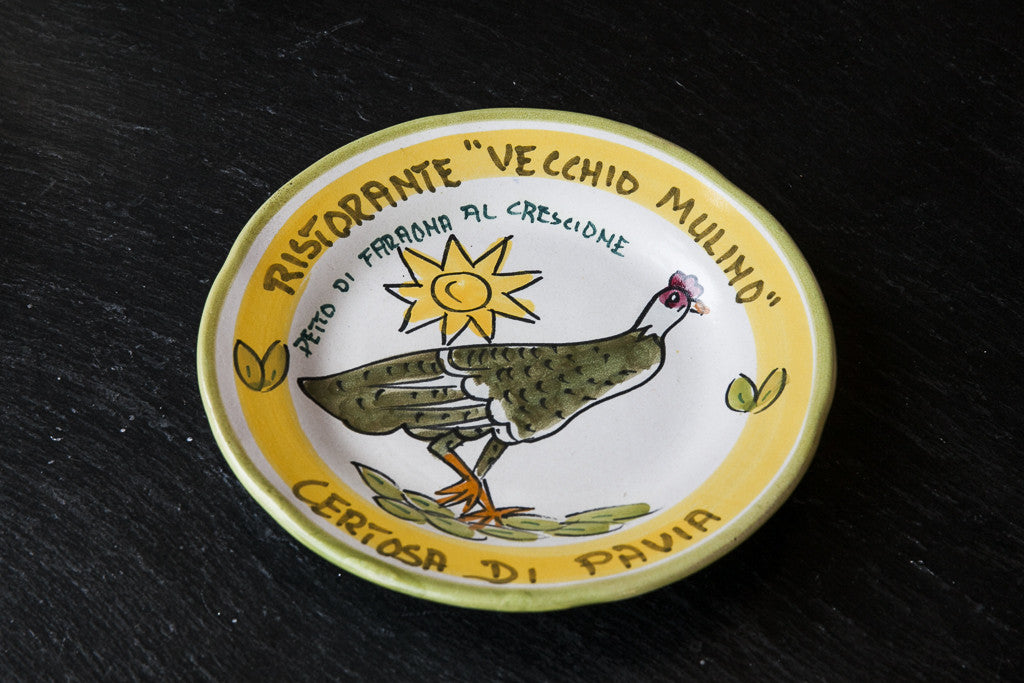 RISTORANTE "VECCHIO MULINO"
PETTO DI FARAONA AL CRESCIONE
CERTOSA DI PAVIA